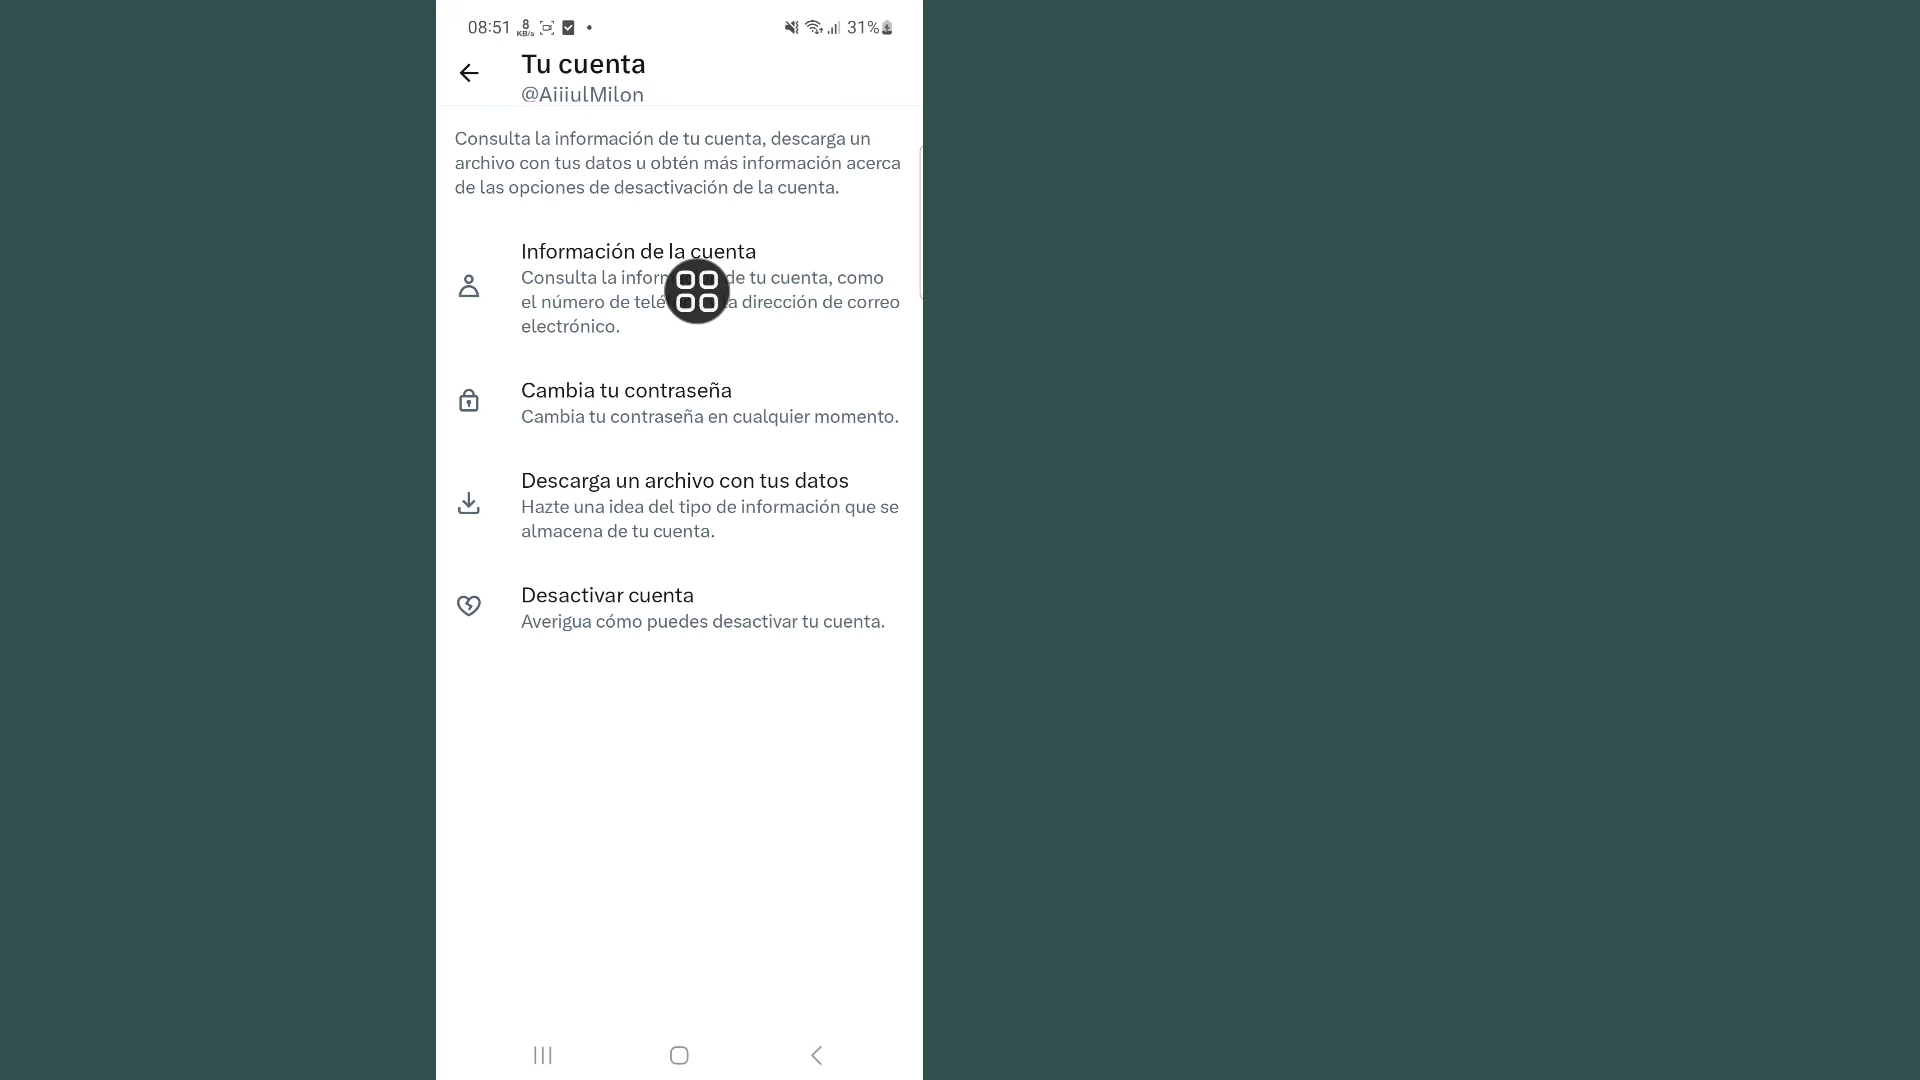 08:51 8 KB/s 31%
Tu cuenta
@AiiiulMilon
Consulta la información de tu cuenta, descarga un
archivo con tus datos u obtén más información acerca
de las opciones de desactivación de la cuenta.
Información de la cuenta
Consulta la de tu cuenta, como
el número de dirección de correo
electrónico.
Cambia tu contraseña
Cambia tu contraseña en cualquier momento.
Descarga un archivo con tus datos
Hazte una idea del tipo de información que se
almacena de tu cuenta.
Desactivar cuenta
Averigua cómo puedes desactivar tu cuenta.